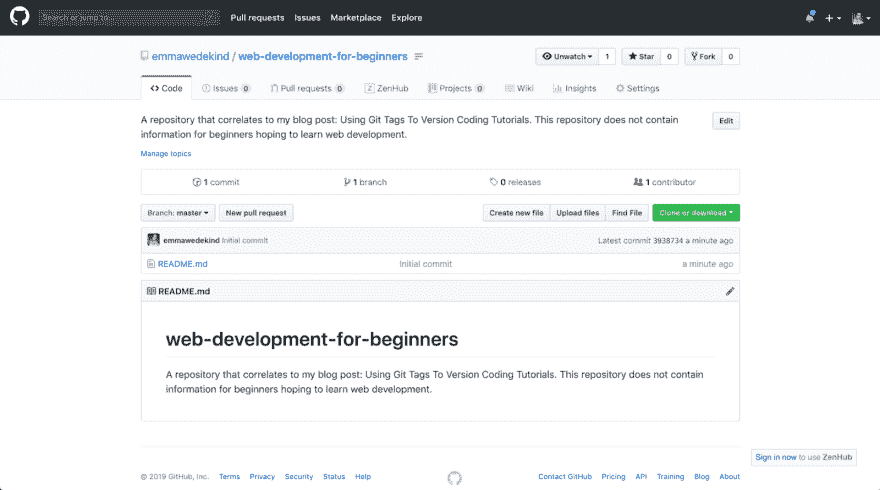 Search or jump to...
Pull requests Issues Marketplace Explore
emmawedekind / web-development-for-beginners
Unwatch 1 Star 0 Fork 0
Code Issues 0 Pull requests 0 ZenHub Projects 0 Wiki Insights Settings
A repository that correlates to my blog post: Using Git Tags To Version Coding Tutorials. This repository does not contain
information for beginners hoping to learn web development.
Edit
Manage topics
1 commit 1 branch 0 releases 1 contributor
Branch: master New pull request Create new file Upload files Find File Clone or download
emmawedekind Initial commit Latest commit 3938734 a minute ago
README.md Initial commit a minute ago
README.md
web-development-for-beginners
A repository that correlates to my blog post: Using Git Tags To Version Coding Tutorials. This repository does not contain
information for beginners hoping to learn web development.
Sign in now to use ZenHub
© 2019 GitHub, Inc. Terms Privacy Security Status Help Contact GitHub Pricing API Training Blog About